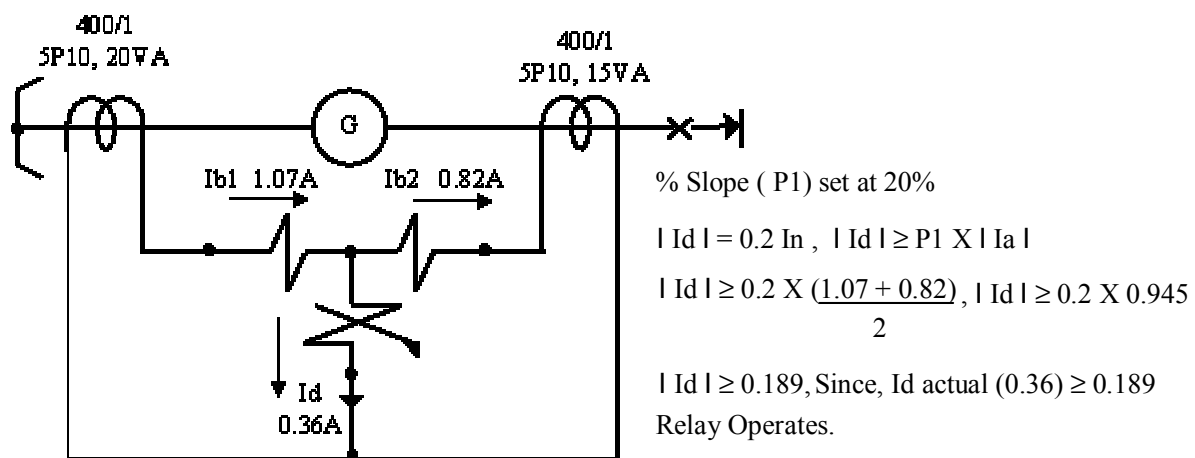 400/1
5P10, 20VA
400/1
5P10, 15VA
G
Ib1 1.07A
Ib2 0.82A
Id
0.36A
% Slope ( P1) set at 20%
I Id I = 0.2 In , I Id I ≥ P1 X I Ia I
I Id I ≥ 0.2 X (1.07 + 0.82) , I Id I ≥ 0.2 X 0.945
2
I Id I ≥ 0.189, Since, Id actual (0.36) ≥ 0.189
Relay Operates.